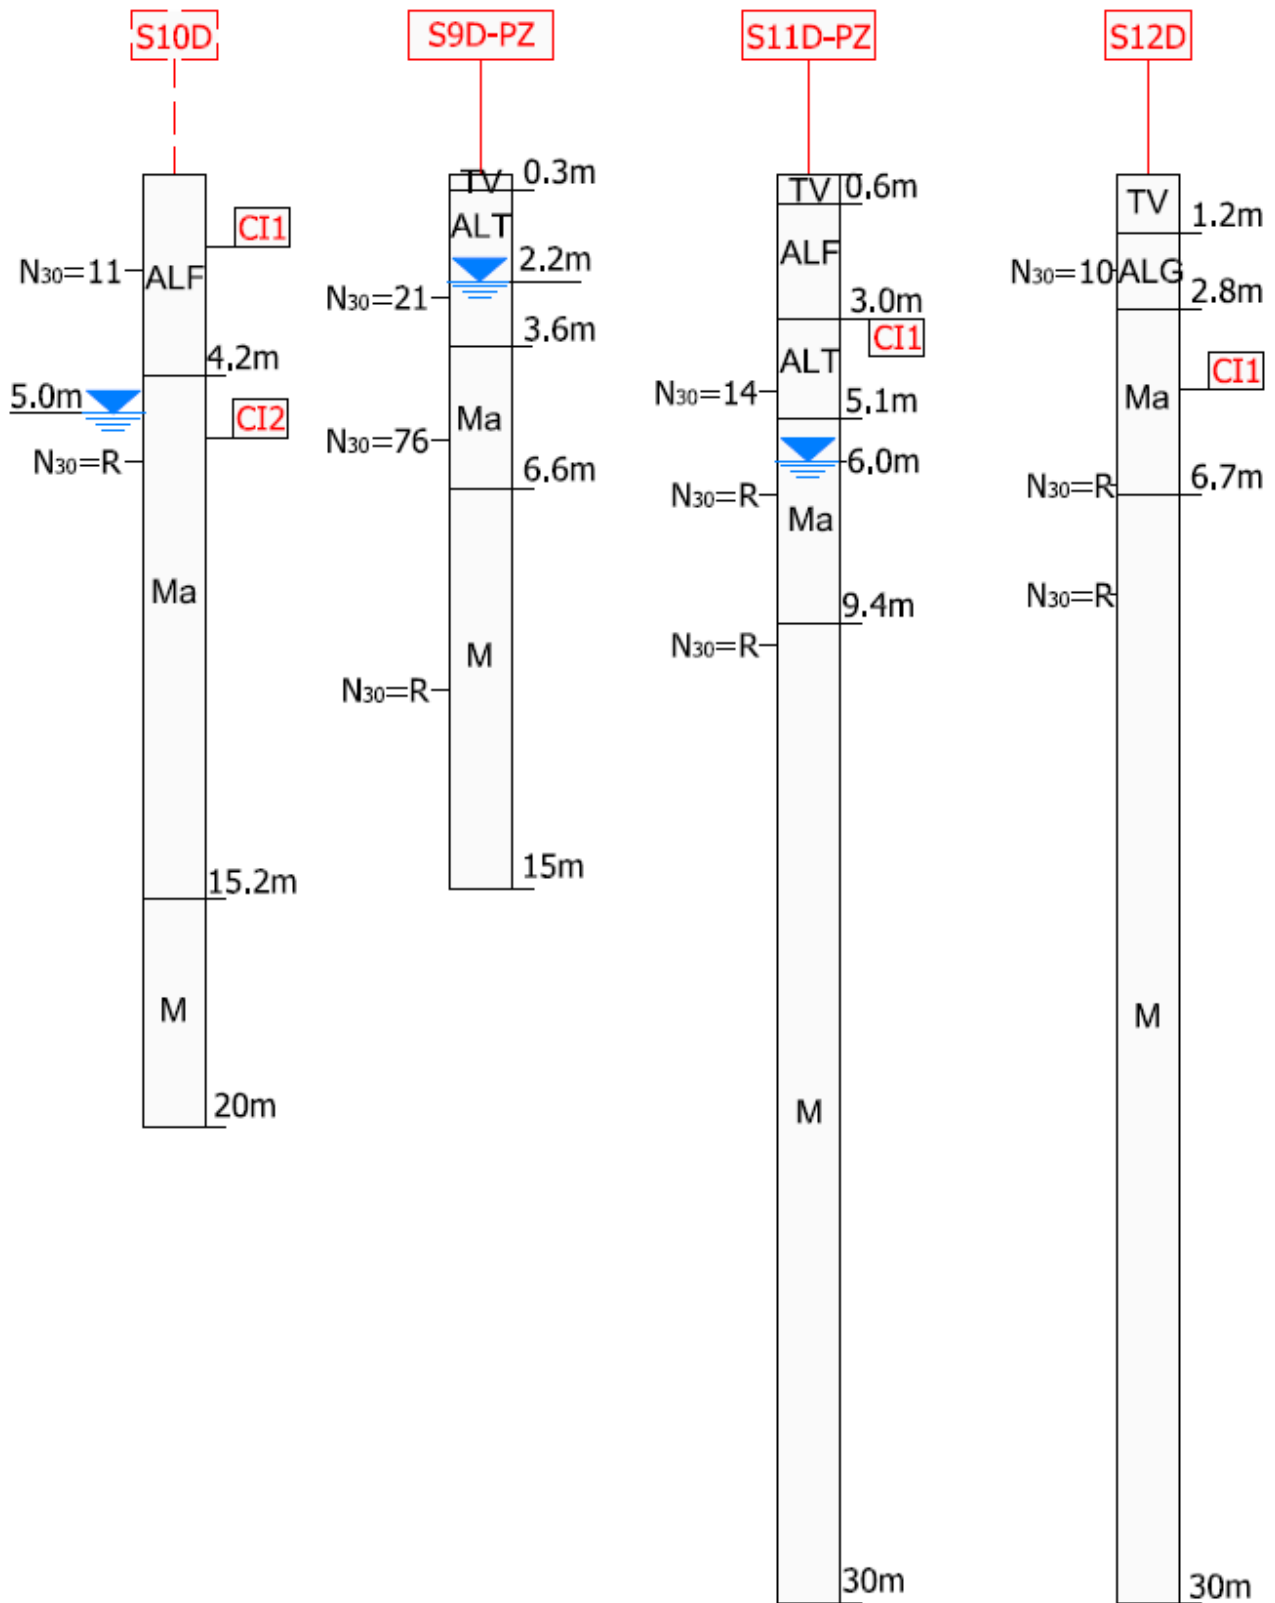 S10D
CI1
N30=11
ALF
4.2m
5.0m
CI2
N30=R
Ma
15.2m
M
20m
S9D-PZ
TV
0.3m
ALT
2.2m
N30=21
3.6m
Ma
N30=76
6.6m
M
N30=R
15m
S11D-PZ
TV
0.6m
ALF
3.0m
CI1
ALT
N30=14
5.1m
6.0m
N30=R
Ma
9.4m
N30=R
M
30m
S12D
TV
1.2m
N30=10
ALG
2.8m
CI1
Ma
N30=R
6.7m
N30=R
M
30m